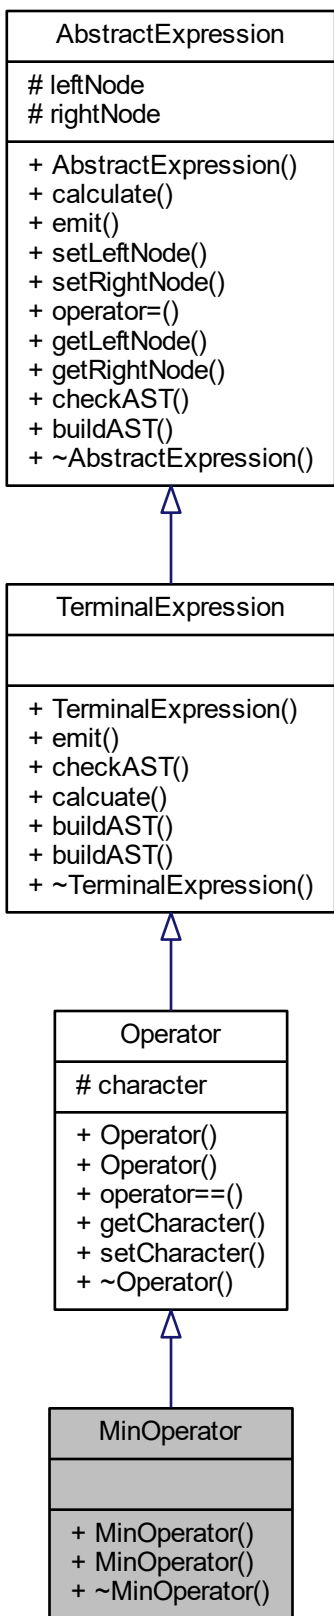 AbstractExpression
# leftNode
# rightNode
+ AbstractExpression()
+ calculate()
+ emit()
+ setLeftNode()
+ setRightNode()
+ operator=()
+ getLeftNode()
+ getRightNode()
+ checkAST()
+ buildAST()
+ ~AbstractExpression()
TerminalExpression
+ TerminalExpression()
+ emit()
+ checkAST()
+ calcuate()
+ buildAST()
+ buildAST()
+ ~TerminalExpression()
Operator
# character
+ Operator()
+ Operator()
+ operator==()
+ getCharacter()
+ setCharacter()
+ ~Operator()
MinOperator
+ MinOperator()
+ MinOperator()
+ ~MinOperator()